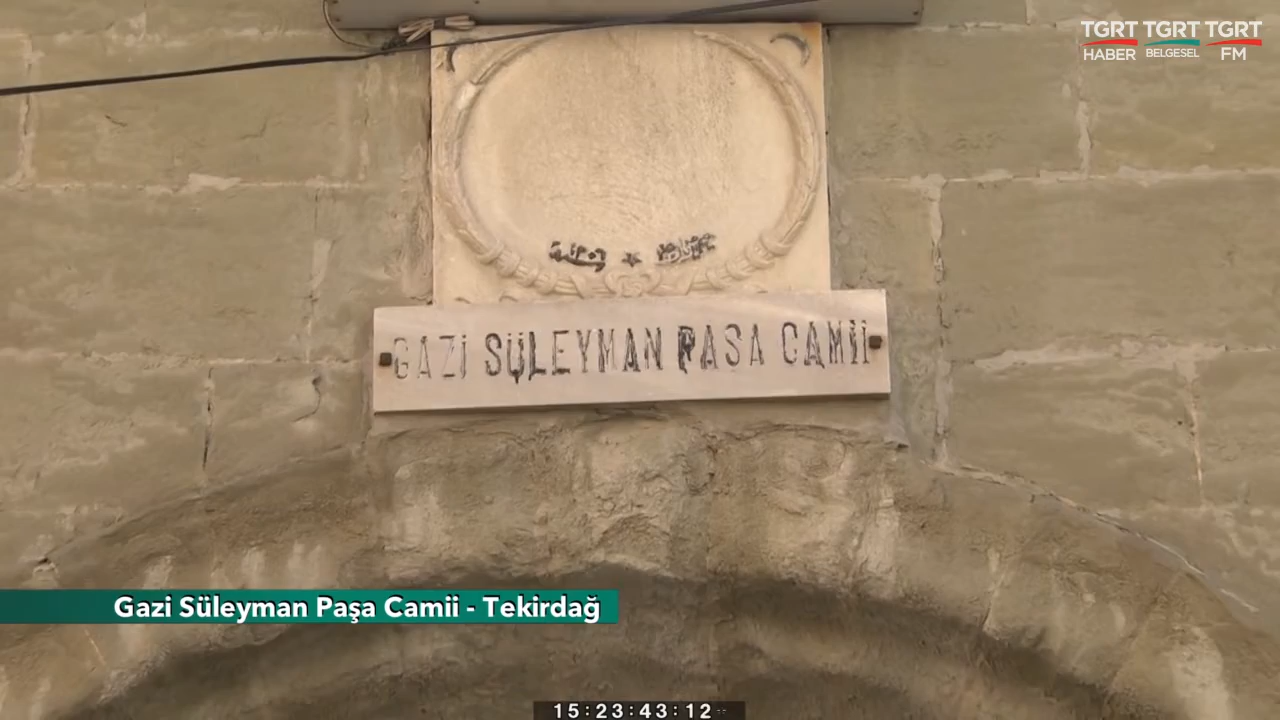 TGRT TGRT TGRT
HABER BELGESEL FM
GAZİ SÜLEYMAN PAŞA CAMİİ
Gazi Süleyman Paşa Camii - Tekirdağ
15:23:43:12